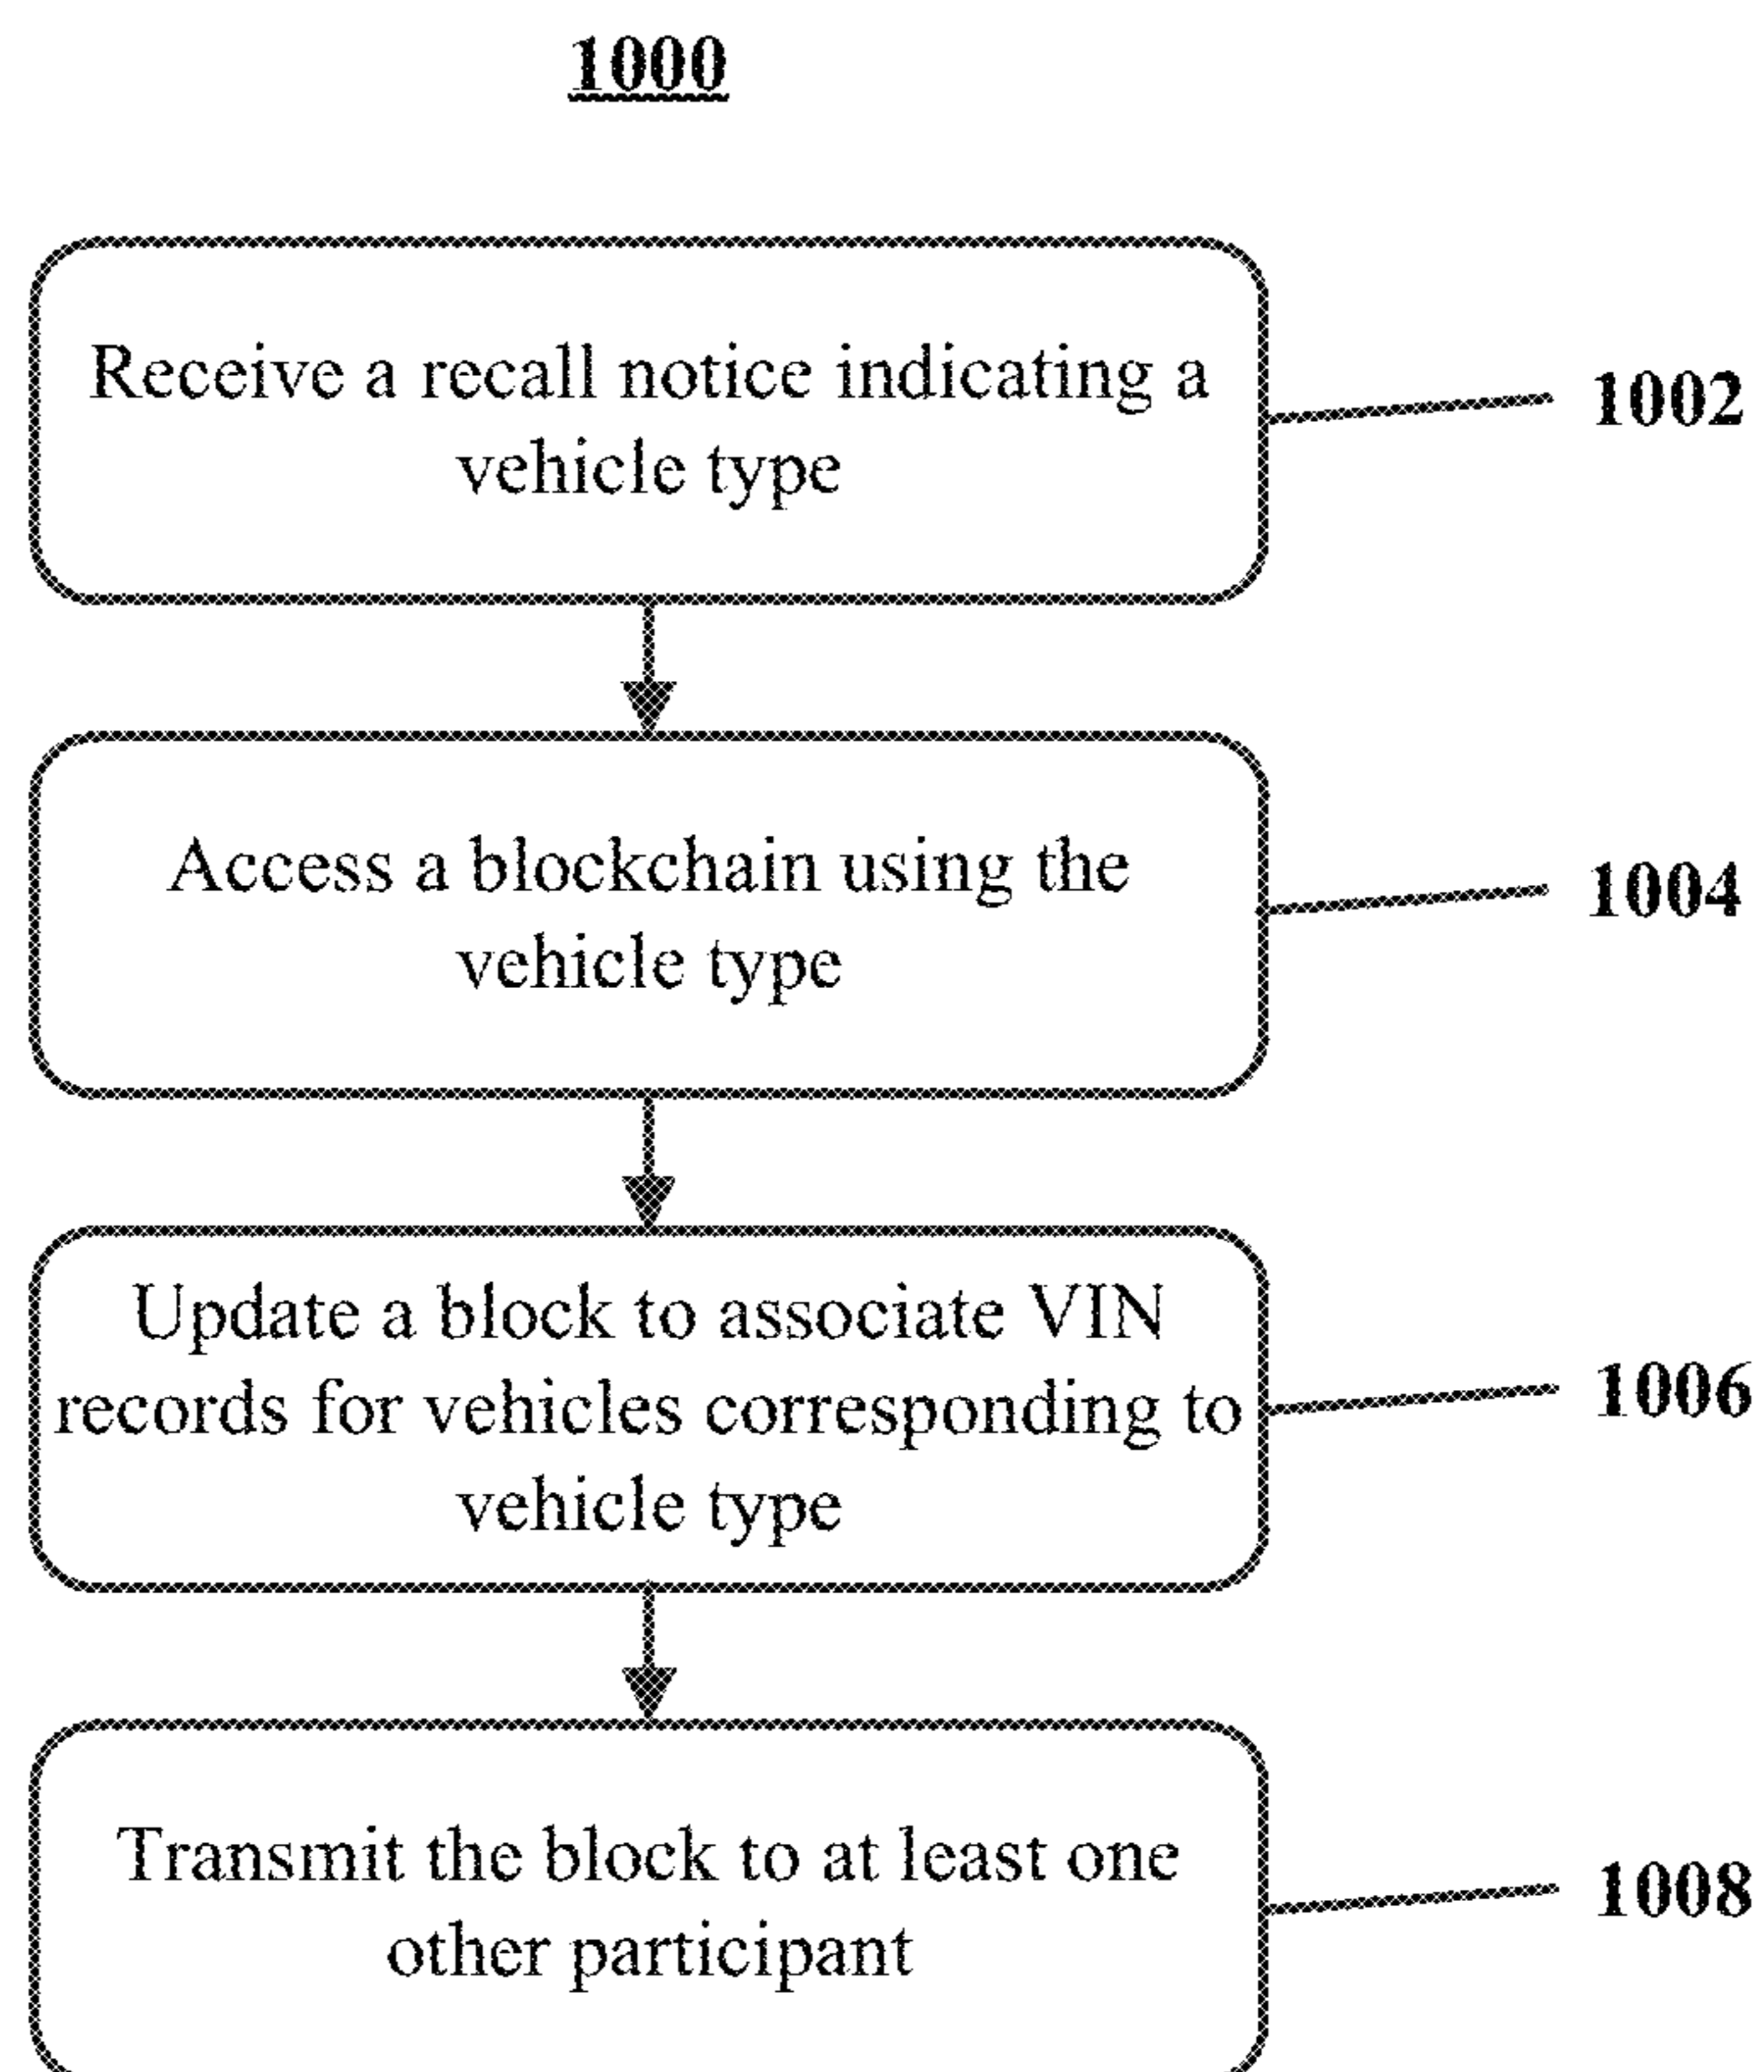 1000
Receive a recall notice indicating a
vehicle type
1002
Access a blockchain using the
vehicle type
1004
Update a block to associate VIN
records for vehicles corresponding to
vehicle type
1006
Transmit the block to at least one
other participant
1008